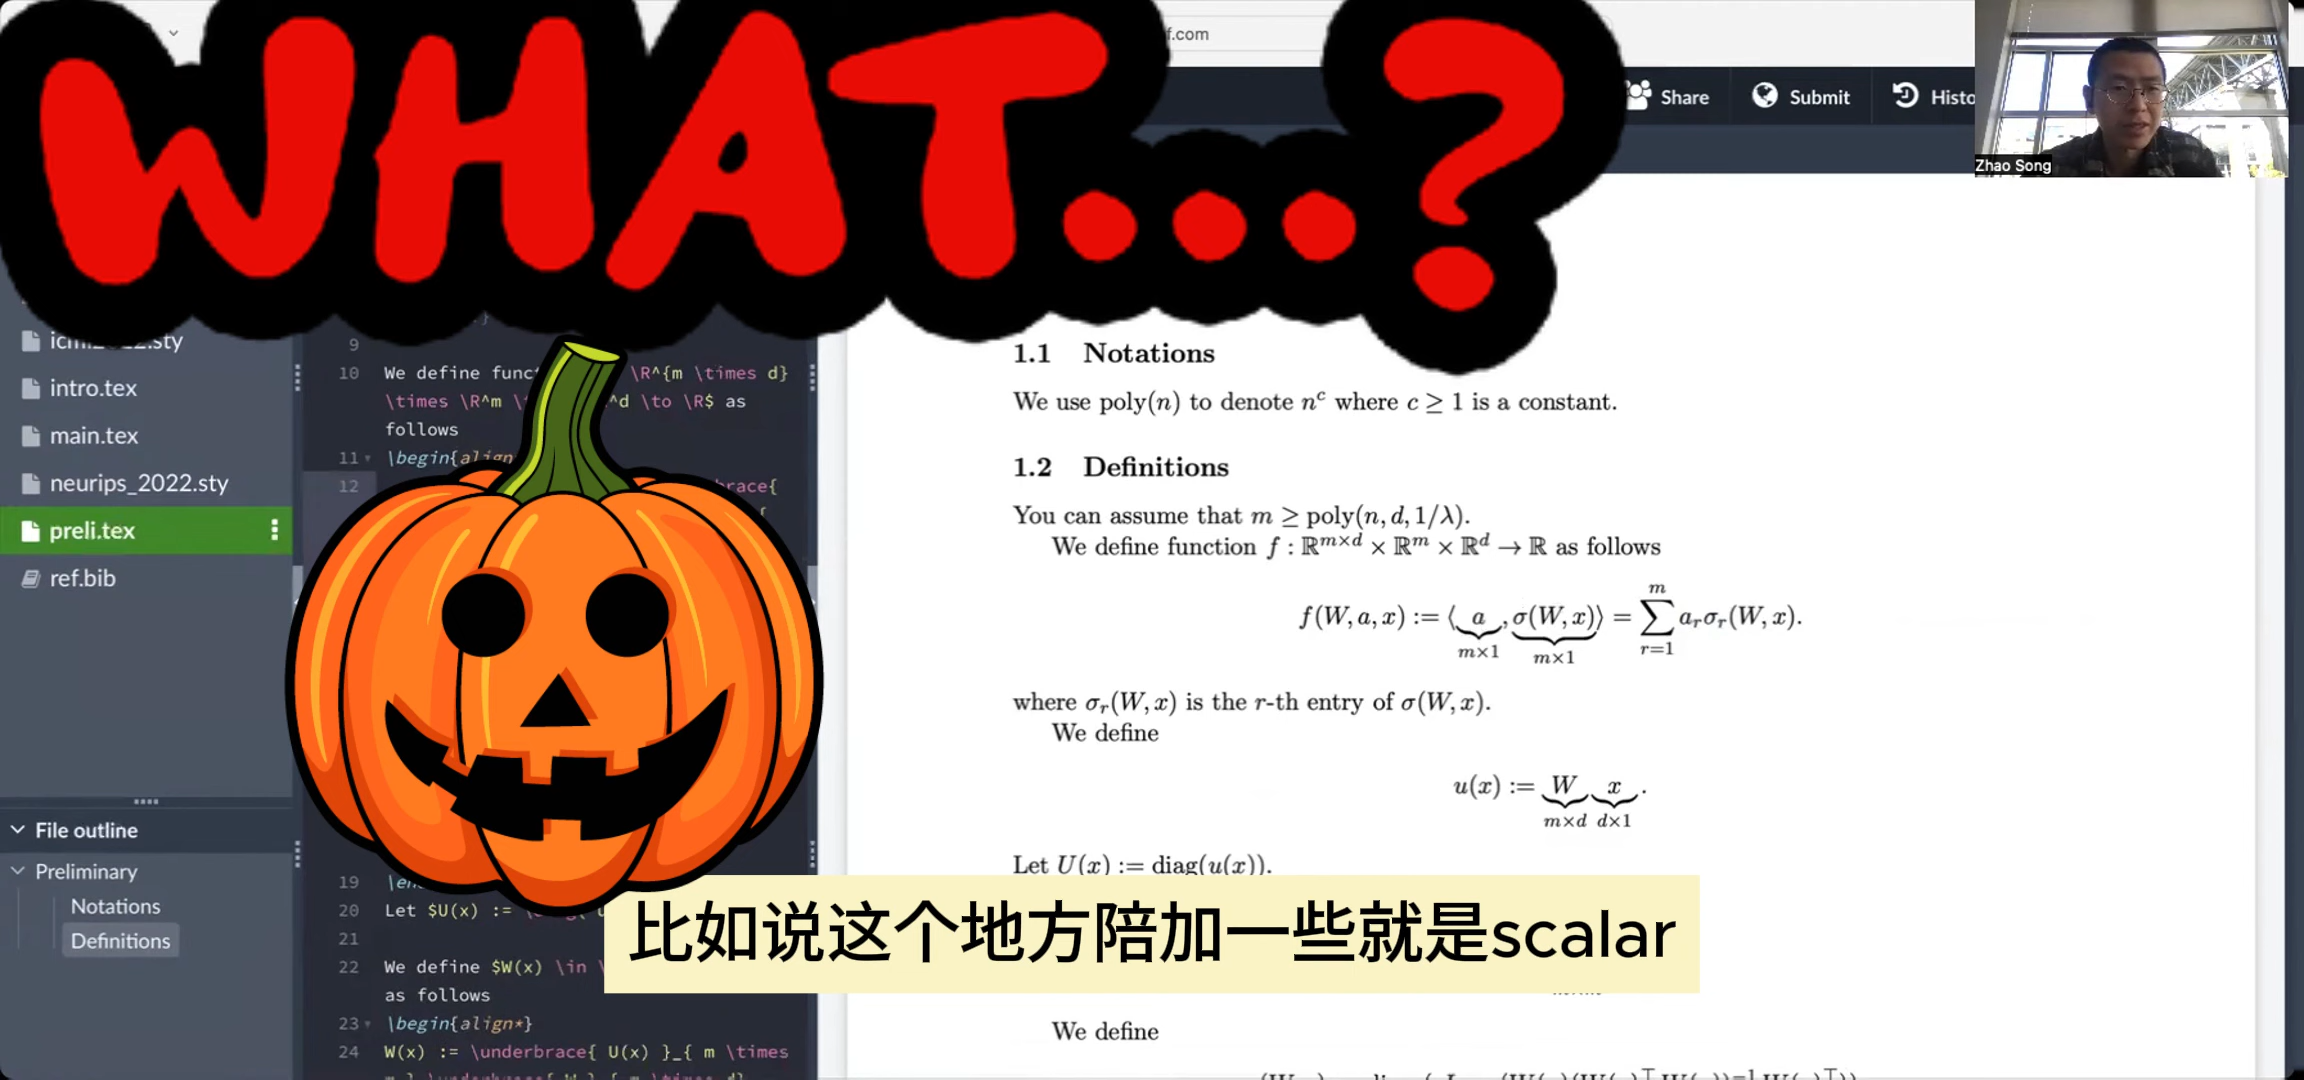 WHAT...?
f.com
Share
Submit
Histo
Zhao Song
intro.tex
main.tex
neurips_2022.sty
preli.tex
ref.bib
File outline
Preliminary
Notations
Definitions
9
10 We define func \R^{m \times d}
\times \R^m \ ^d \to \R$ as
follows
11 \begin{align
12 brace{
{
19 \en
20 Let $U(x) :=
21
22 We define $W(x) \in \
as follows
23 \begin{align*}
24 W(x) := \underbrace{ U(x) }_{ m \times
1.1 Notations
We use poly(n) to denote n^c where c ≥ 1 is a constant.
1.2 Definitions
You can assume that m ≥ poly(n, d, 1/λ).
We define function f : ℝ^{m×d} × ℝ^m × ℝ^d → ℝ as follows
f(W, a, x) := ⟨a, σ(W, x)⟩ = ∑_{r=1}^{m} a_r σ_r(W, x).
m×1 m×1
where σ_r(W, x) is the r-th entry of σ(W, x).
We define
u(x) := W x.
m×d d×1
Let U(x) := diag(u(x)).
比如说这个地方陪加一些就是scalar
We define